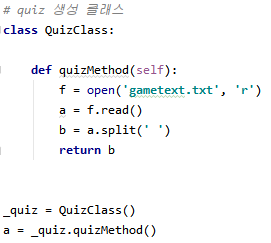 # quiz 생성 클래스
class QuizClass:
def quizMethod(self):
f = open('gametext.txt', 'r')
a = f.read()
b = a.split(' ')
return b
_quiz = QuizClass()
a = _quiz.quizMethod()